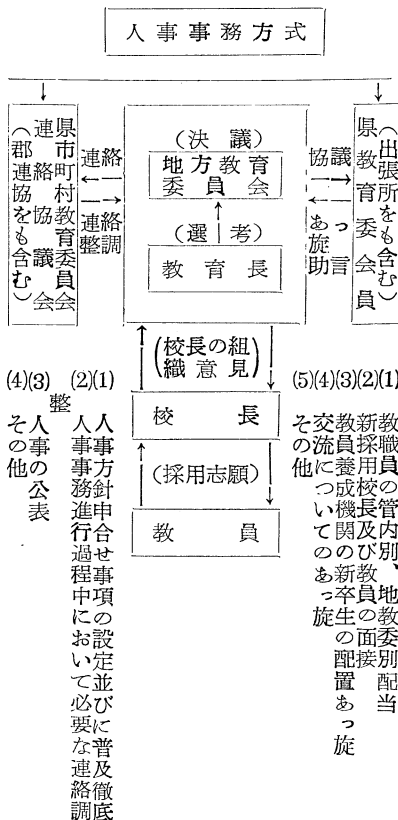 人事事務方式
県教育委員会員
(出張所をも含む)
協議
あっ旋
助言
(決議)
地方教育
委員会
(選考)
教育長
連絡
連絡調
整
県市町村教育委員会
連絡協議会
(郡連協をも含む)
(校長の組
織意見)
校長
(採用志願)
教員
(1) 教職員の管内別、地教委別配当
(2) 新採用校長及び教員の面接
(3) 教員養成機関の新卒生の配置あっ旋
(4) 交流についてのあっ旋
(5) その他
(1) 人事方針申合せ事項の設定並びに普及徹底
(2) 人事事務進行過程中において必要な連絡調
整
(3) 人事の公表
(4) その他